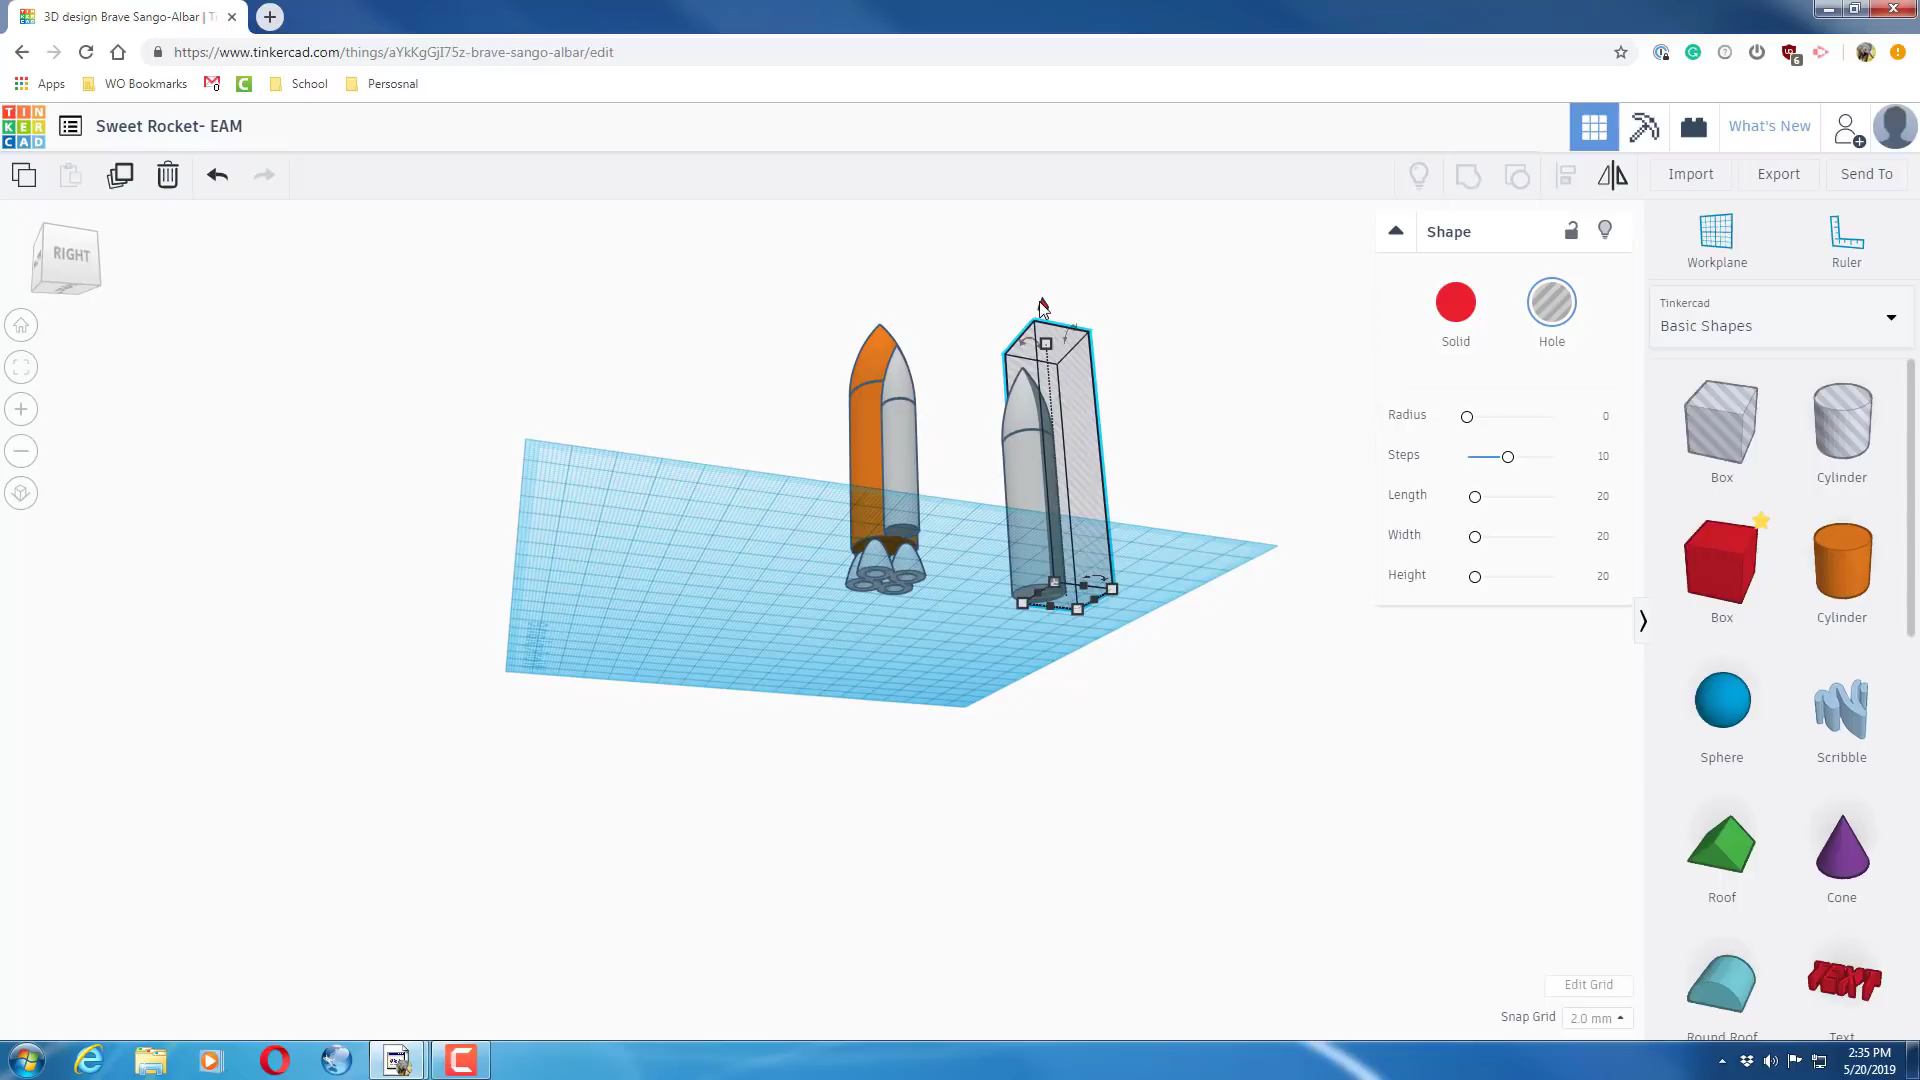 3D design Brave Sango-Albar | T
https://www.tinkercad.com/things/aYkKgGjI75z-brave-sango-albar/edit
6
Apps
WO Bookmarks
0
School
Persosnal
TIN
KER
CAD
Sweet Rocket- EAM
What's New
Import
Export
Send To
RIGHT
Shape
Solid
Hole
Radius
0
Steps
10
Length
20
Width
20
Height
20
Workplane
Ruler
Tinkercad
Basic Shapes
Box
Cylinder
Box
Cylinder
Sphere
Scribble
Roof
Cone
TEXT
Round Roof
Text
Edit Grid
Snap Grid
2.0 mm
2:35 PM
5/20/2019